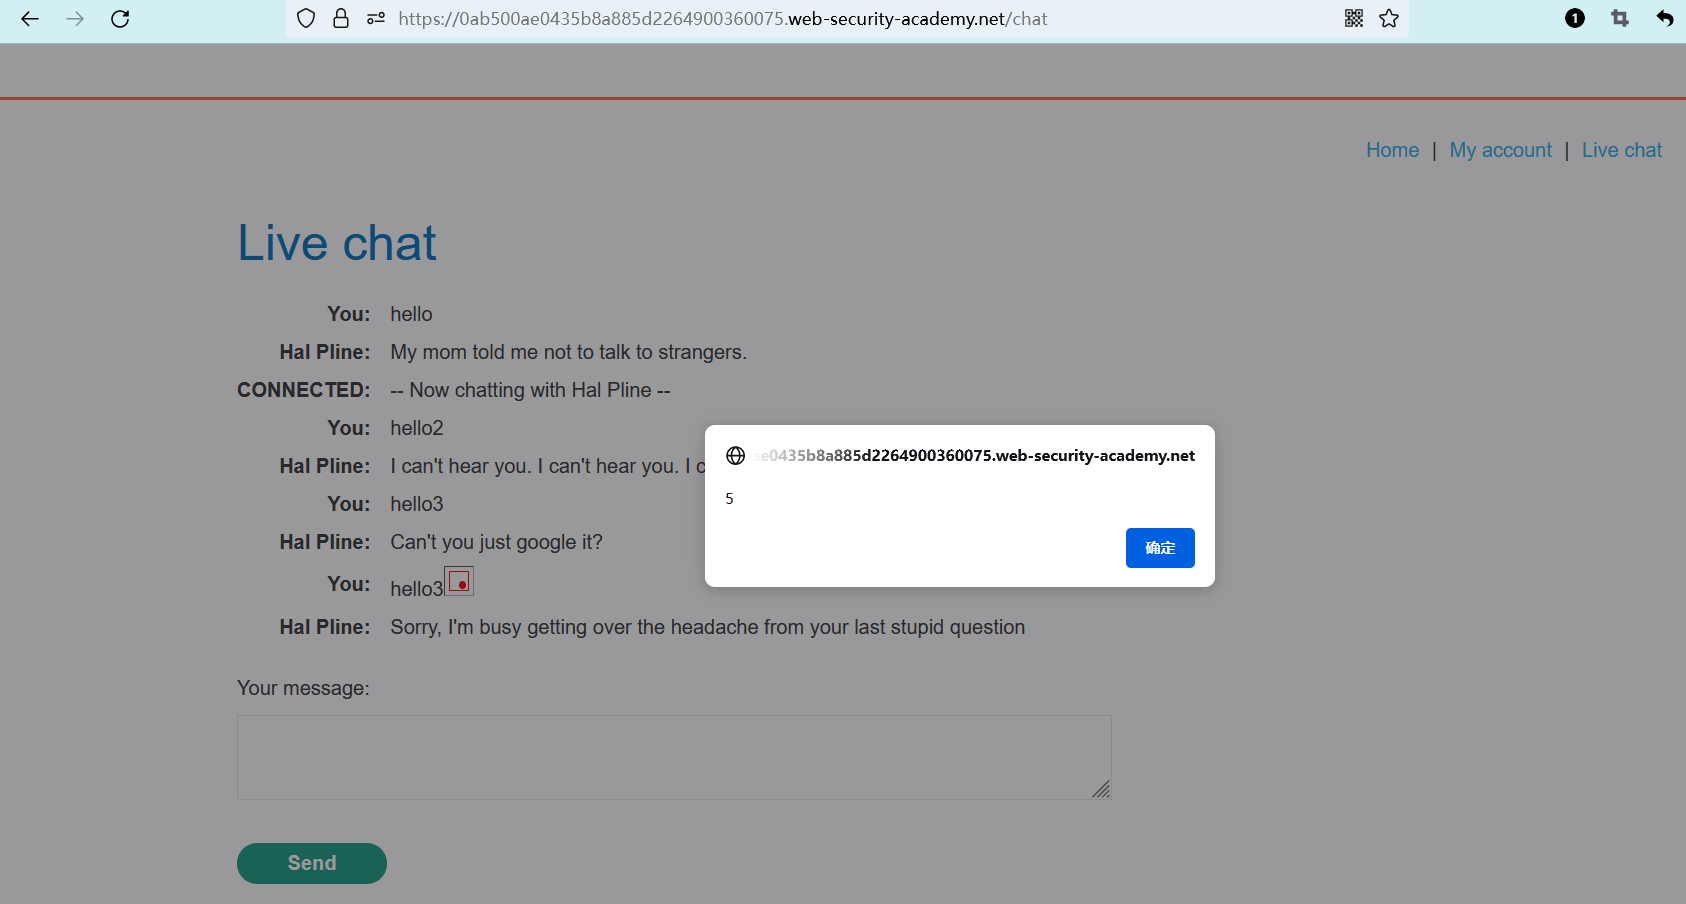 https://0ab500ae0435b8a885d2264900360075.web-security-academy.net/chat
1
Home | My account | Live chat
Live chat
You: hello
Hal Pline: My mom told me not to talk to strangers.
CONNECTED: -- Now chatting with Hal Pline --
You: hello2
Hal Pline: I can't hear you. I can't hear you. I c
You: hello3
Hal Pline: Can't you just google it?
You: hello3
Hal Pline: Sorry, I'm busy getting over the headache from your last stupid question
Your message:
Send
ae0435b8a885d2264900360075.web-security-academy.net
5
确定